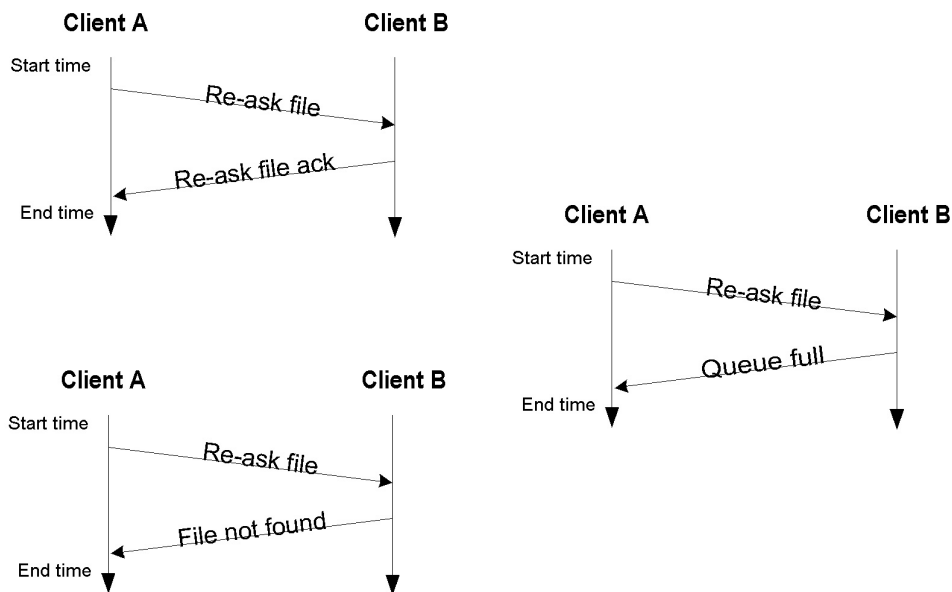 Client A
Client B
Start time
Re-ask file
Re-ask file ack
End time
Client A
Client B
Start time
Re-ask file
Queue full
End time
Client A
Client B
Start time
Re-ask file
File not found
End time